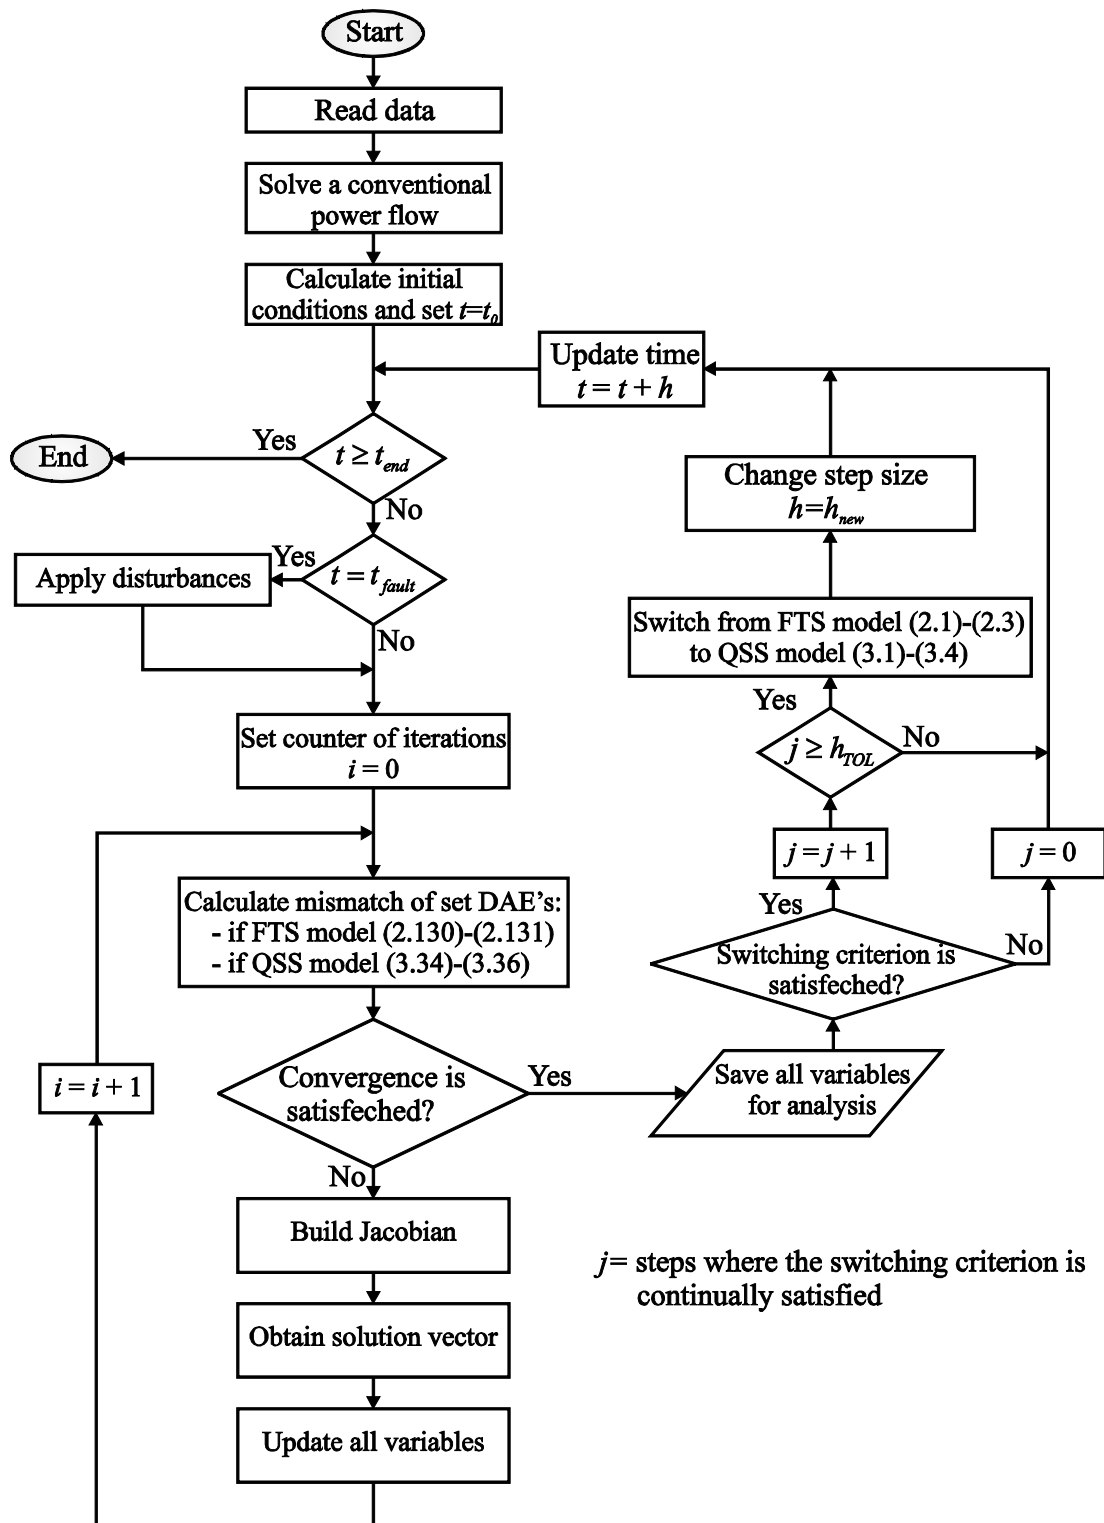 Start
Read data
Solve a conventional
power flow
Calculate initial
conditions and set t=t0
Update time
t = t + h
Yes
End
t ≥ tend
No
Change step size
h=hnew
Yes
Apply disturbances
t = tfault
No
Switch from FTS model (2.1)-(2.3)
to QSS model (3.1)-(3.4)
Yes
j ≥ hTOL
No
Set counter of iterations
i = 0
j = j + 1
j = 0
Calculate mismatch of set DAE's:
- if FTS model (2.130)-(2.131)
- if QSS model (3.34)-(3.36)
Yes
Switching criterion is
satisfeched?
No
i = i + 1
Convergence is
satisfeched?
Yes
Save all variables
for analysis
No
Build Jacobian
j= steps where the switching criterion is
continually satisfied
Obtain solution vector
Update all variables